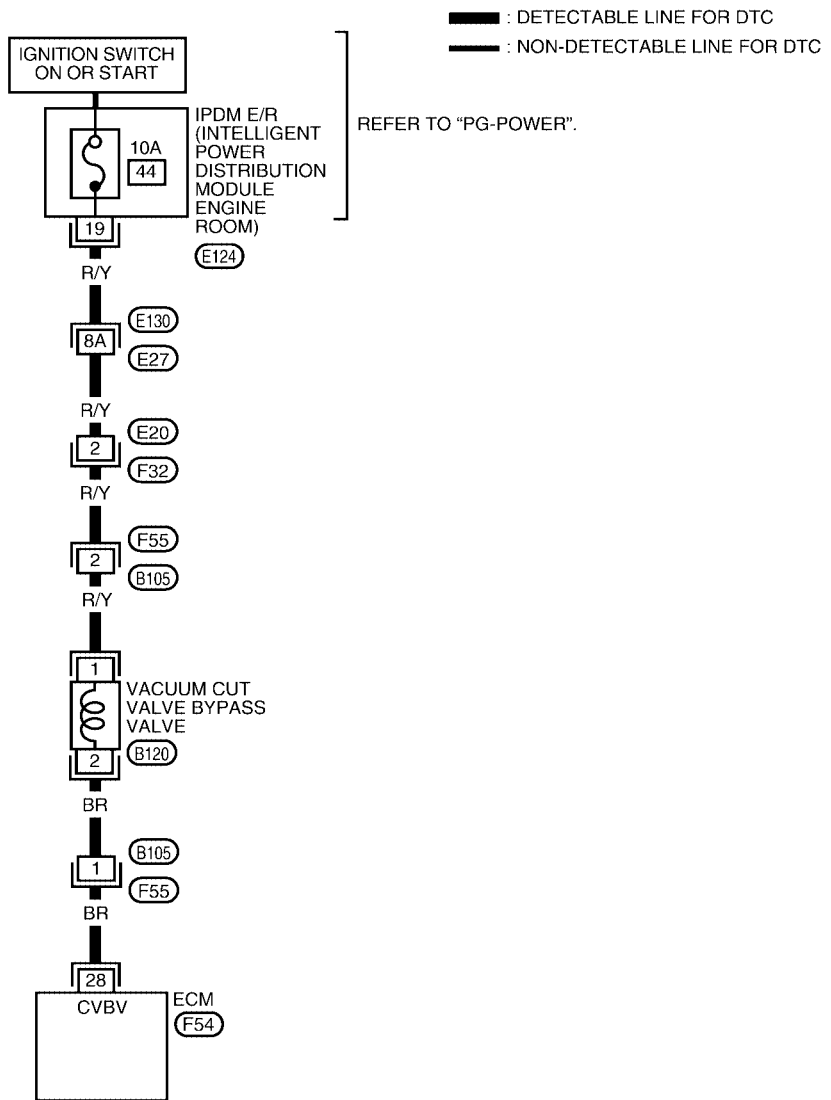 : DETECTABLE LINE FOR DTC
: NON-DETECTABLE LINE FOR DTC
IGNITION SWITCH
ON OR START
IPDM E/R
(INTELLIGENT
POWER
DISTRIBUTION
MODULE
ENGINE
ROOM)
REFER TO “PG-POWER”.
10A
44
19
E124
R/Y
E130
8A
E27
R/Y
E20
2
F32
R/Y
F55
2
B105
R/Y
1
VACUUM CUT
VALVE BYPASS
VALVE
2
B120
BR
B105
1
F55
BR
28
CVBV
ECM
F54